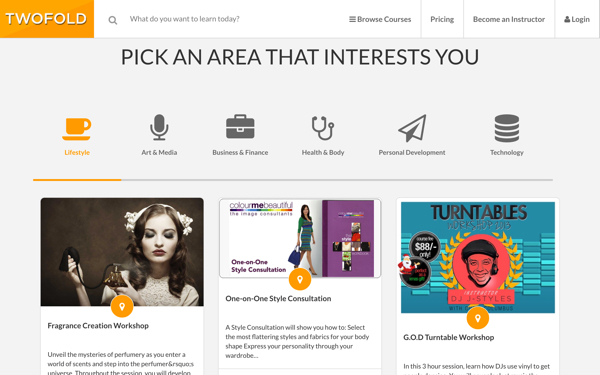 TWOFOLD
What do you want to learn today?
Browse Courses
Pricing
Become an Instructor
Login
PICK AN AREA THAT INTERESTS YOU
Lifestyle
Art & Media
Business & Finance
Health & Body
Personal Development
Technology
colourmebeautiful
the image consultants
One-on-One
Style Consultation
TURNTABLES
course fee
$88/-
only!
INSTRUCTOR
DJ J-STYLES
Fragrance Creation Workshop
Unveil the mysteries of perfumery as you enter a
world of scents and step into the perfumer&rsquo;s
universe. Throughout the session, you will develop
One-on-One Style Consultation
A Style Consultation will show you how to: Select
the most flattering styles and fabrics for your
body shape Express your personality through your
wardrobe...
G.O.D Turntable Workshop
In this 3 hour session, learn how DJs use vinyl to get